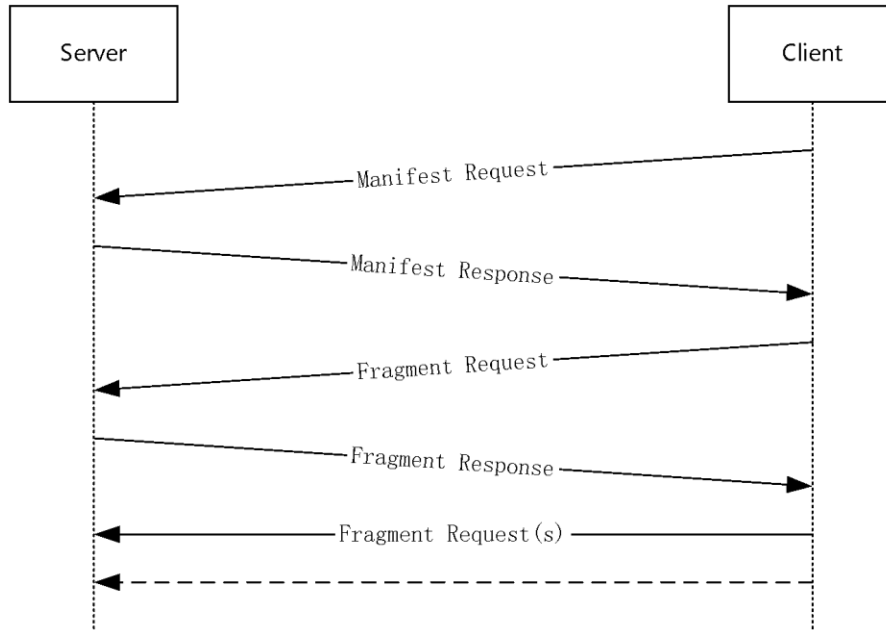 Server
Client
Manifest Request
Manifest Response
Fragment Request
Fragment Response
Fragment Request(s)